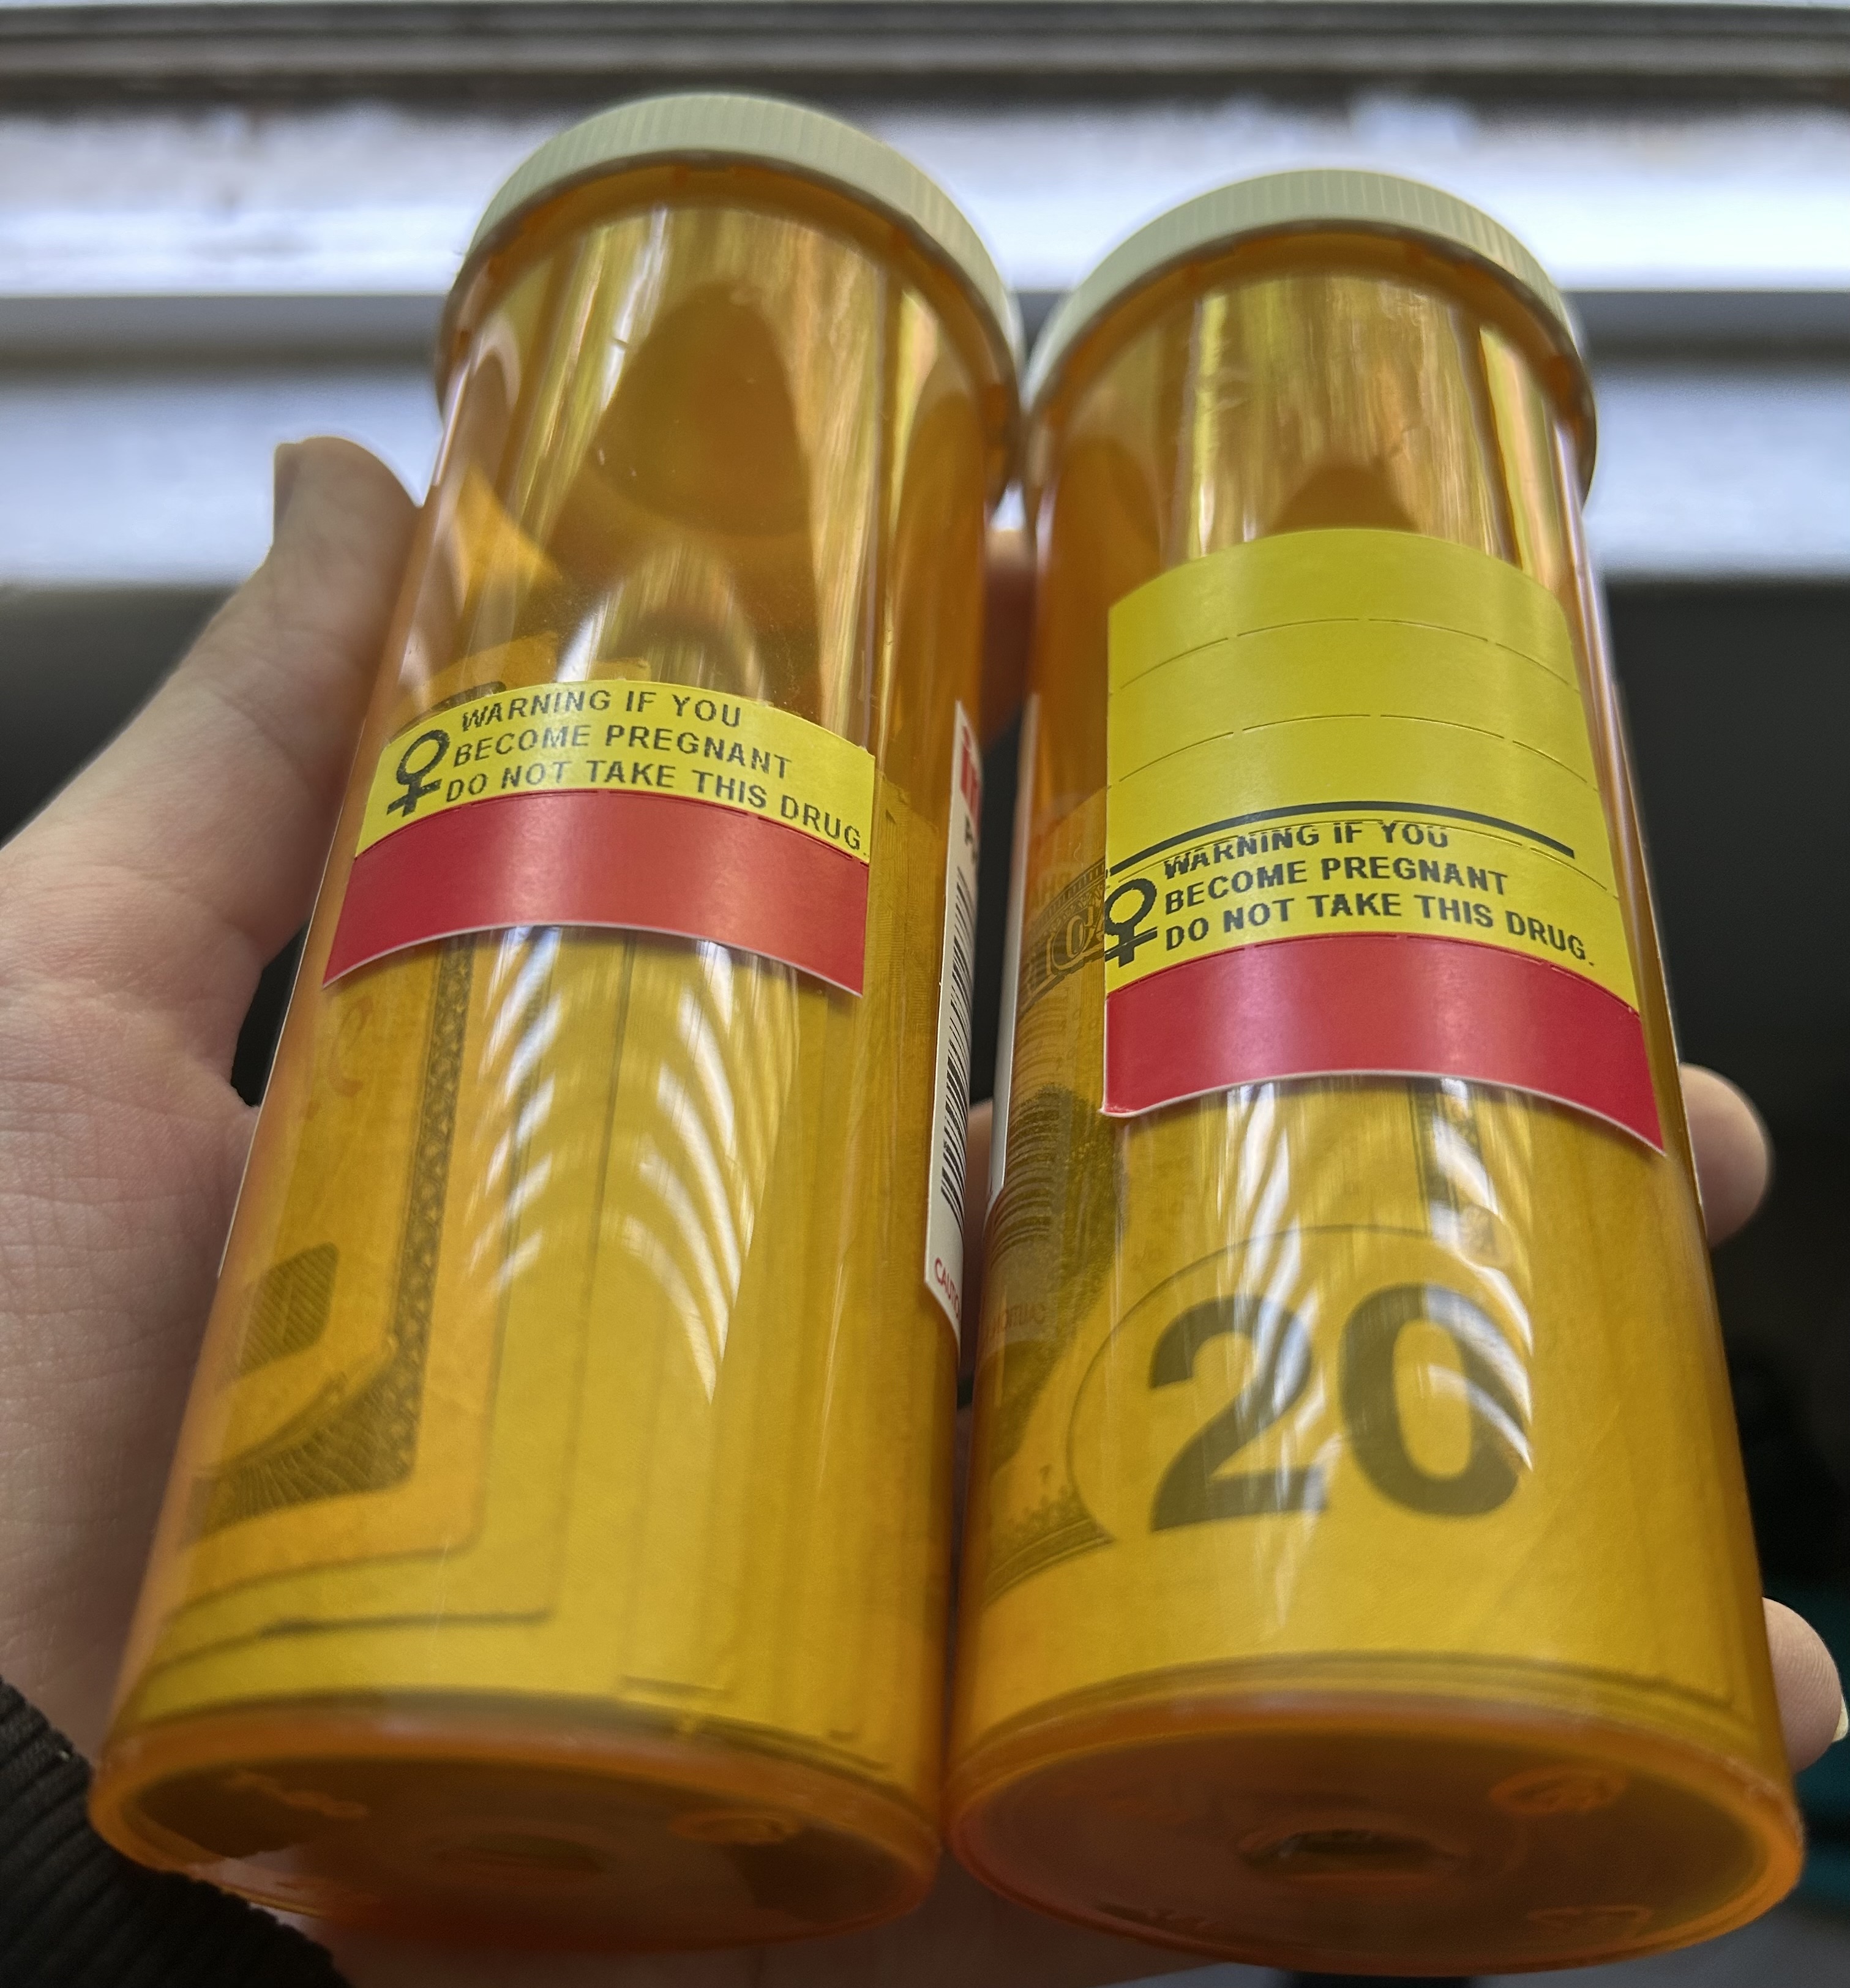 WARNING IF YOU
BECOME PREGNANT
DO NOT TAKE THIS DRUG.
WARNING IF YOU
BECOME PREGNANT
DO NOT TAKE THIS DRUG.
20